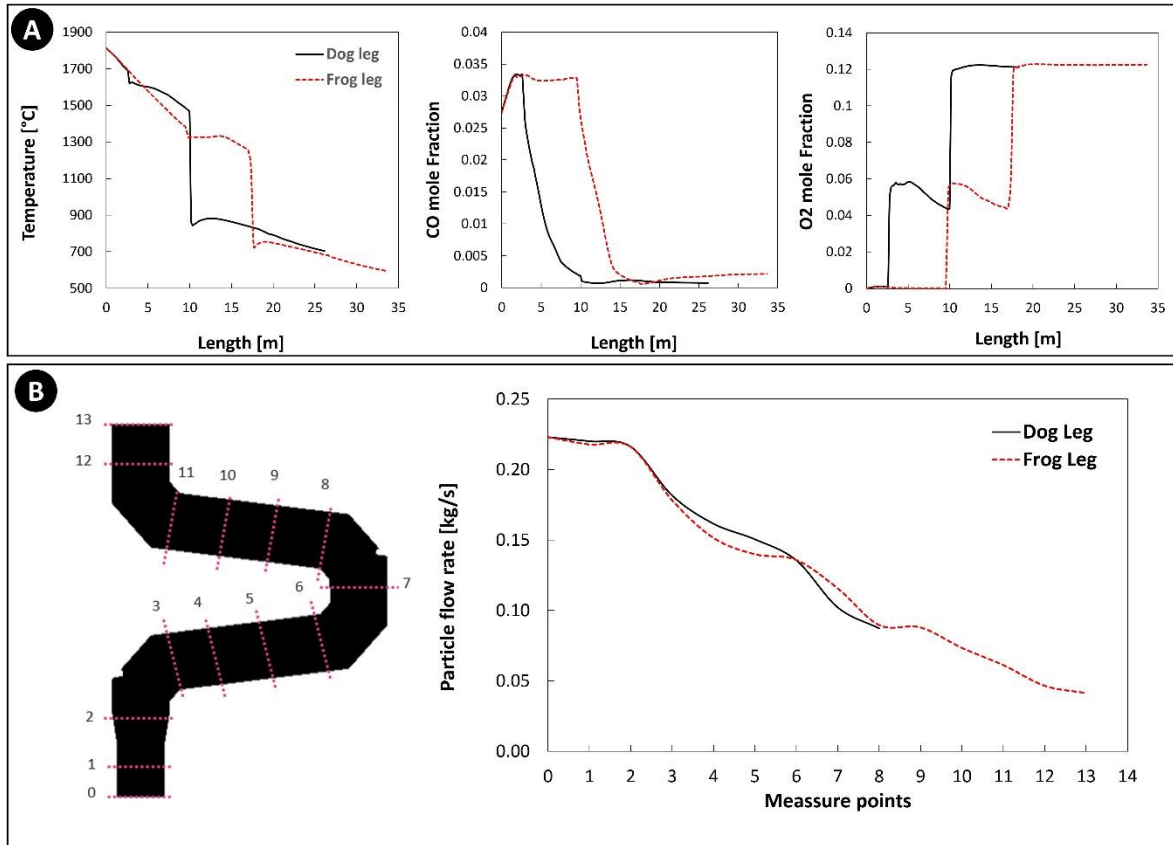 A
1900
1700
1500
1300
1100
900
700
500
0 5 10 15 20 25 30 35
Temperature [°C]
Length [m]
Dog leg
Frog leg
0.04
0.035
0.03
0.025
0.02
0.015
0.01
0.005
0
0 5 10 15 20 25 30 35
CO mole Fraction
Length [m]
0.14
0.12
0.1
0.08
0.06
0.04
0.02
0
0 5 10 15 20 25 30 35
O2 mole Fraction
Length [m]
B
13
12
11
10
9
8
7
6
5
4
3
2
1
0
0.25
0.20
0.15
0.10
0.05
0.00
0 1 2 3 4 5 6 7 8 9 10 11 12 13 14
Particle flow rate [kg/s]
Meassure points
Dog Leg
Frog Leg